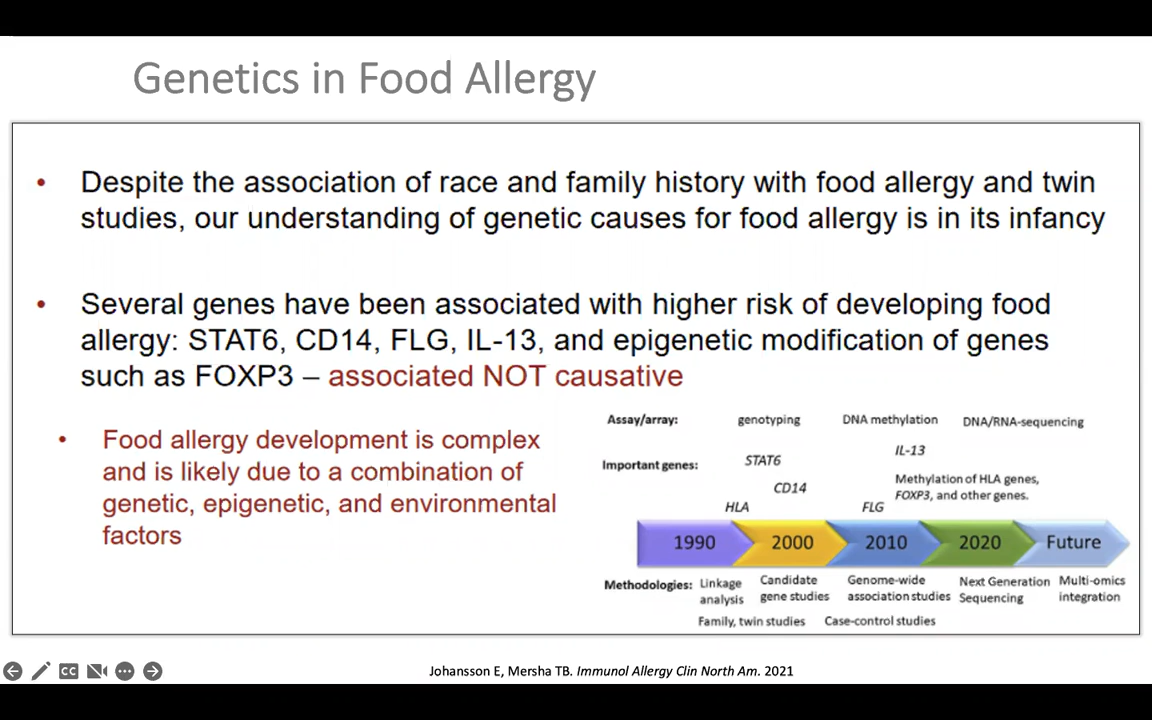 Genetics in Food Allergy
• Despite the association of race and family history with food allergy and twin
studies, our understanding of genetic causes for food allergy is in its infancy
• Several genes have been associated with higher risk of developing food
allergy: STAT6, CD14, FLG, IL-13, and epigenetic modification of genes
such as FOXP3 – associated NOT causative
• Food allergy development is complex
and is likely due to a combination of
genetic, epigenetic, and environmental
factors
Assay/array: genotyping DNA methylation DNA/RNA-sequencing
IL-13
Important genes: STAT6
Methylation of HLA genes,
CD14
FOXP3, and other genes.
HLA FLG
1990 2000 2010 2020 Future
Methodologies: Linkage analysis
Candidate gene studies
Genome-wide association studies
Next Generation Sequencing
Multi-omics integration
Family, twin studies Case-control studies
CC
Johansson E, Mersha TB. Immunol Allergy Clin North Am. 2021